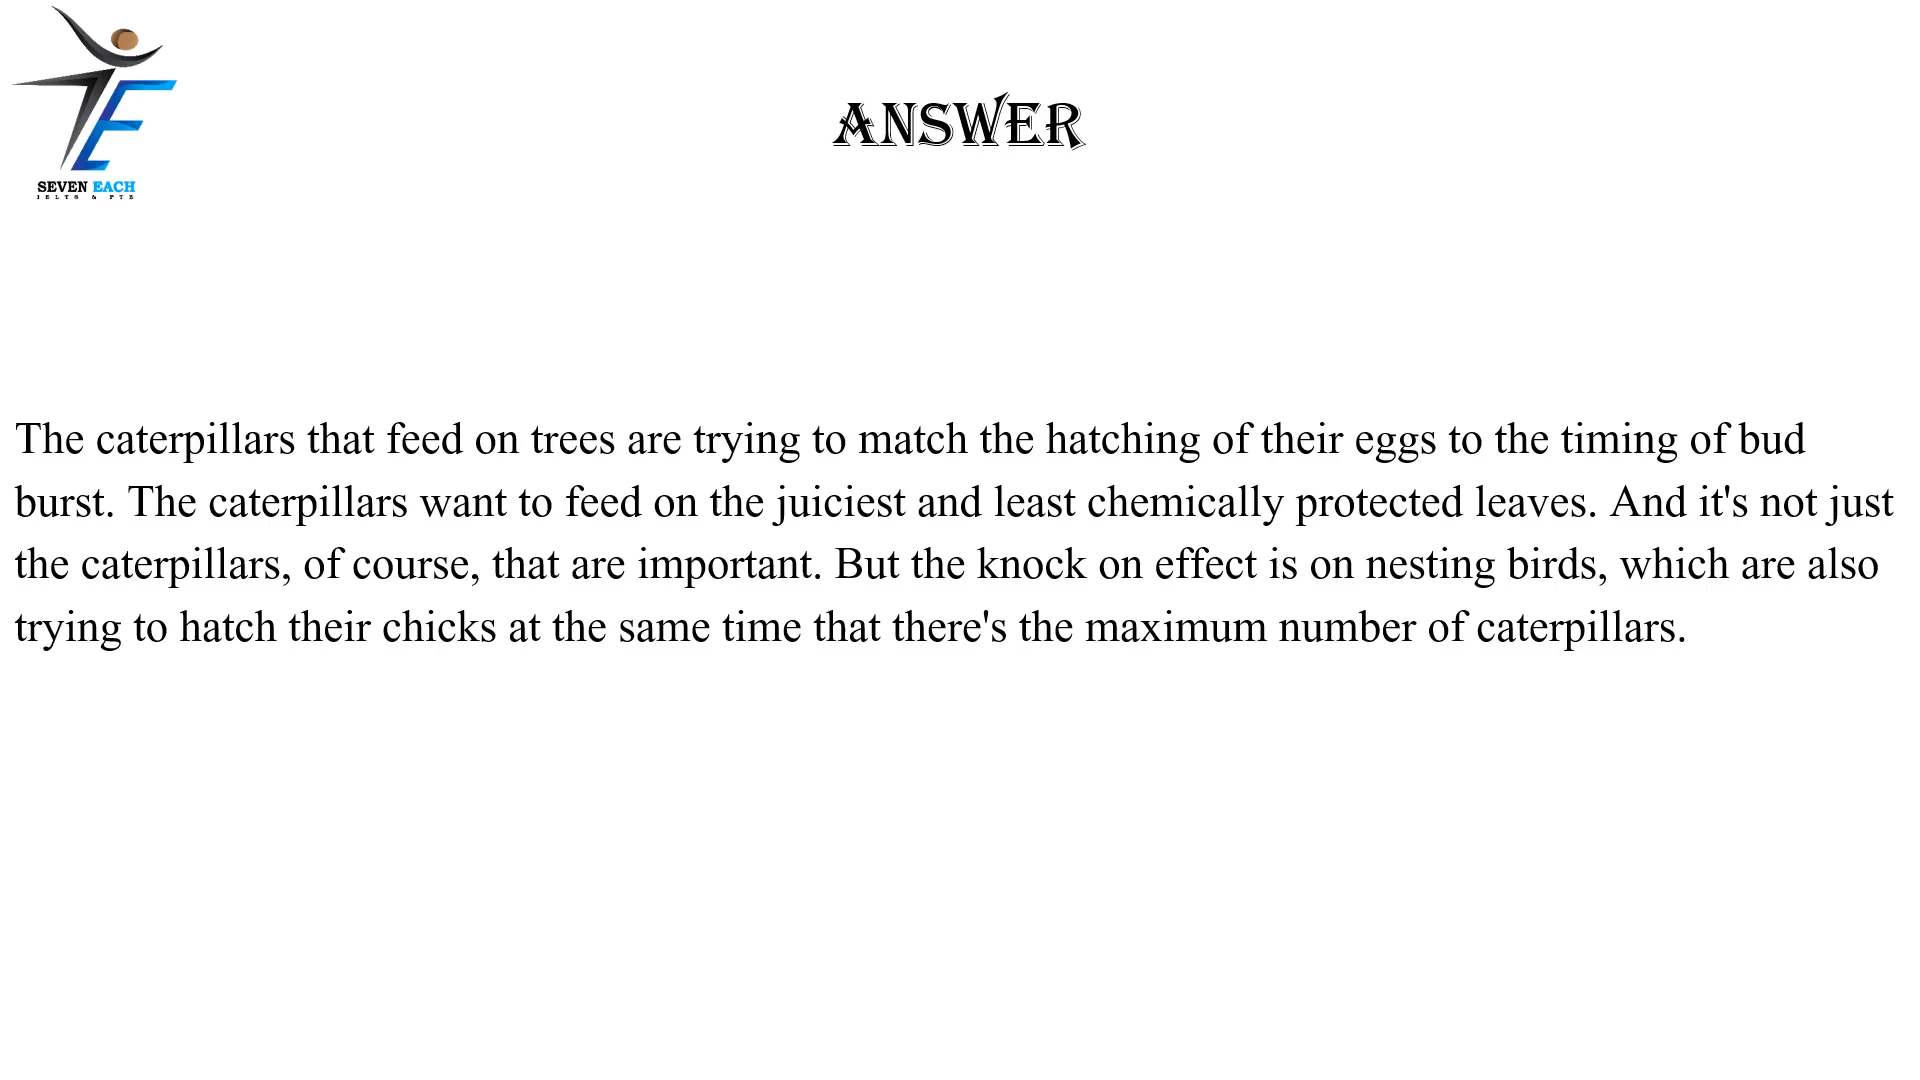 SEVEN EACH
IELTS & PTE
ANSWER
The caterpillars that feed on trees are trying to match the hatching of their eggs to the timing of bud
burst. The caterpillars want to feed on the juiciest and least chemically protected leaves. And it's not just
the caterpillars, of course, that are important. But the knock on effect is on nesting birds, which are also
trying to hatch their chicks at the same time that there's the maximum number of caterpillars.